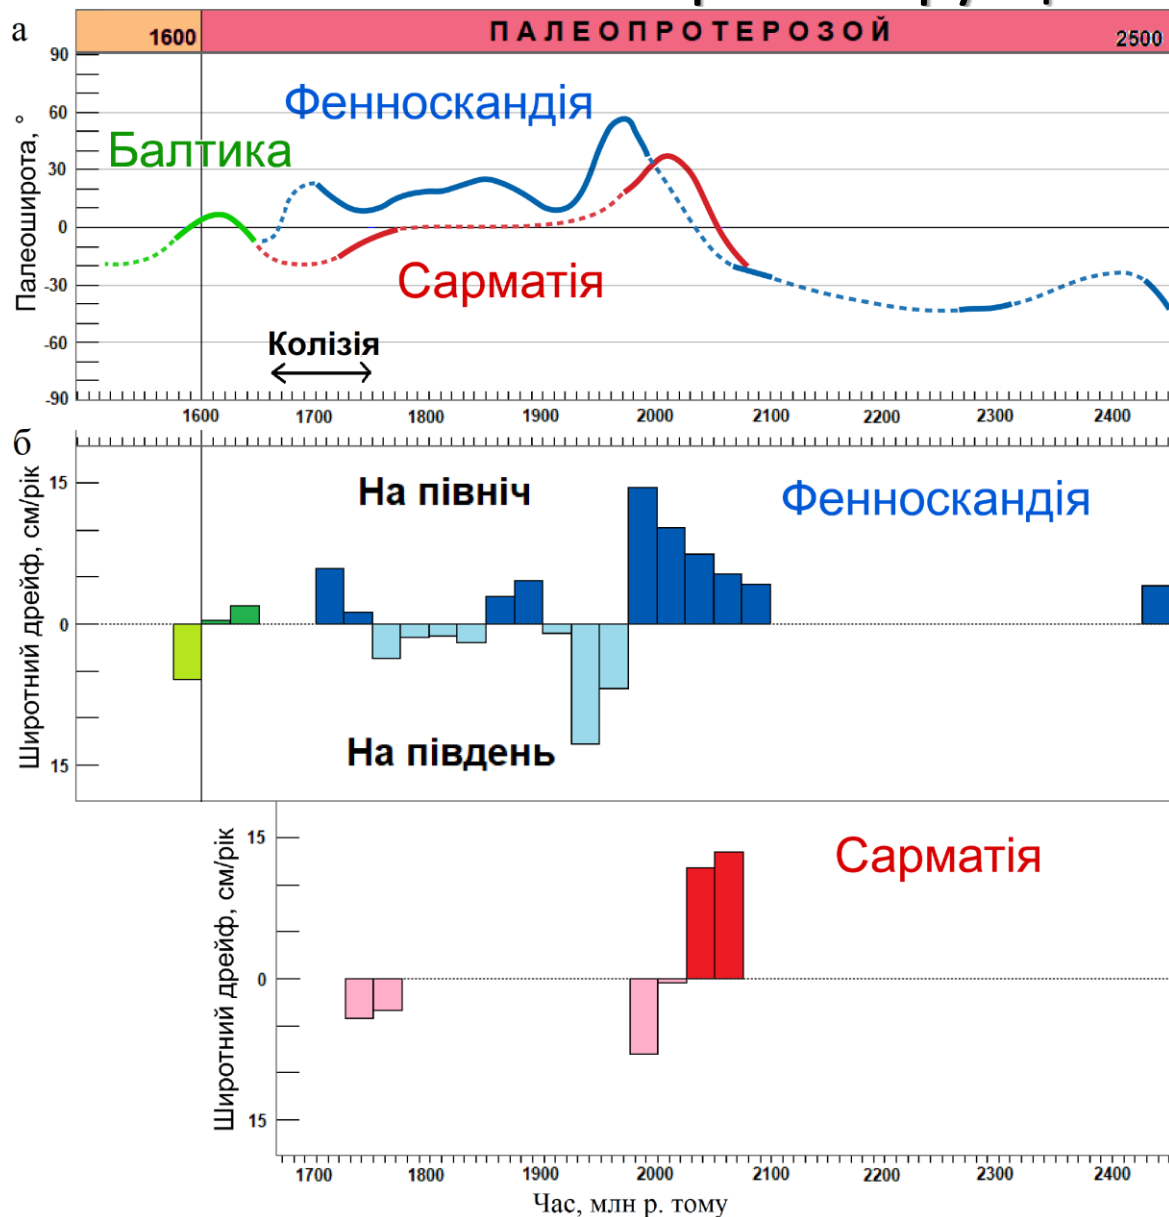 а
1600 ПАЛЕОПРОТЕРОЗОЙ 2500
90
60
30
0
-30
-60
-90
Палеоширота, °
Фенноскандія
Балтика
Сарматія
Колізія
1600 1700 1800 1900 2000 2100 2200 2300 2400
б
15
0
15
Широтний дрейф, см/рік
На північ
Фенноскандія
На південь
15
0
15
Широтний дрейф, см/рік
Сарматія
1700 1800 1900 2000 2100 2200 2300 2400
Час, млн р. тому